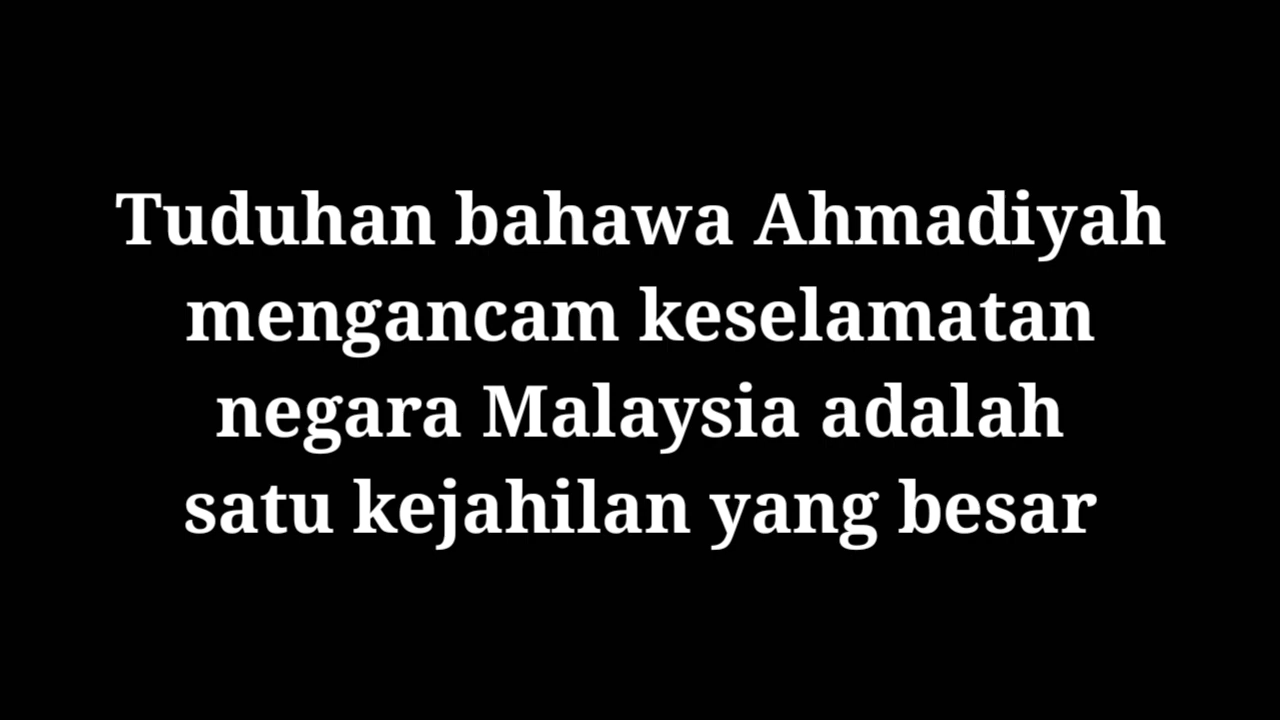 Tuduhan bahawa Ahmadiyah
mengancam keselamatan
negara Malaysia adalah
satu kejahilan yang besar